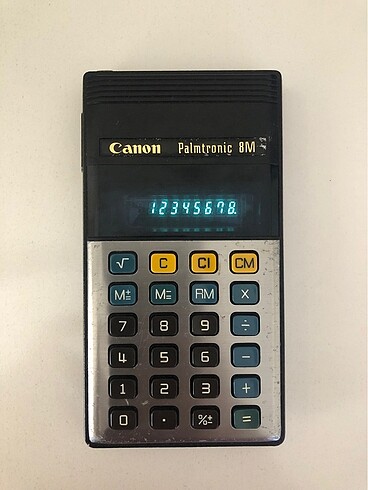 Canon Palmtronic 8M
12345678.
√ C CI CM
M± M= RM ×
7 8 9 ÷
4 5 6 −
1 2 3 +
0 · %± =